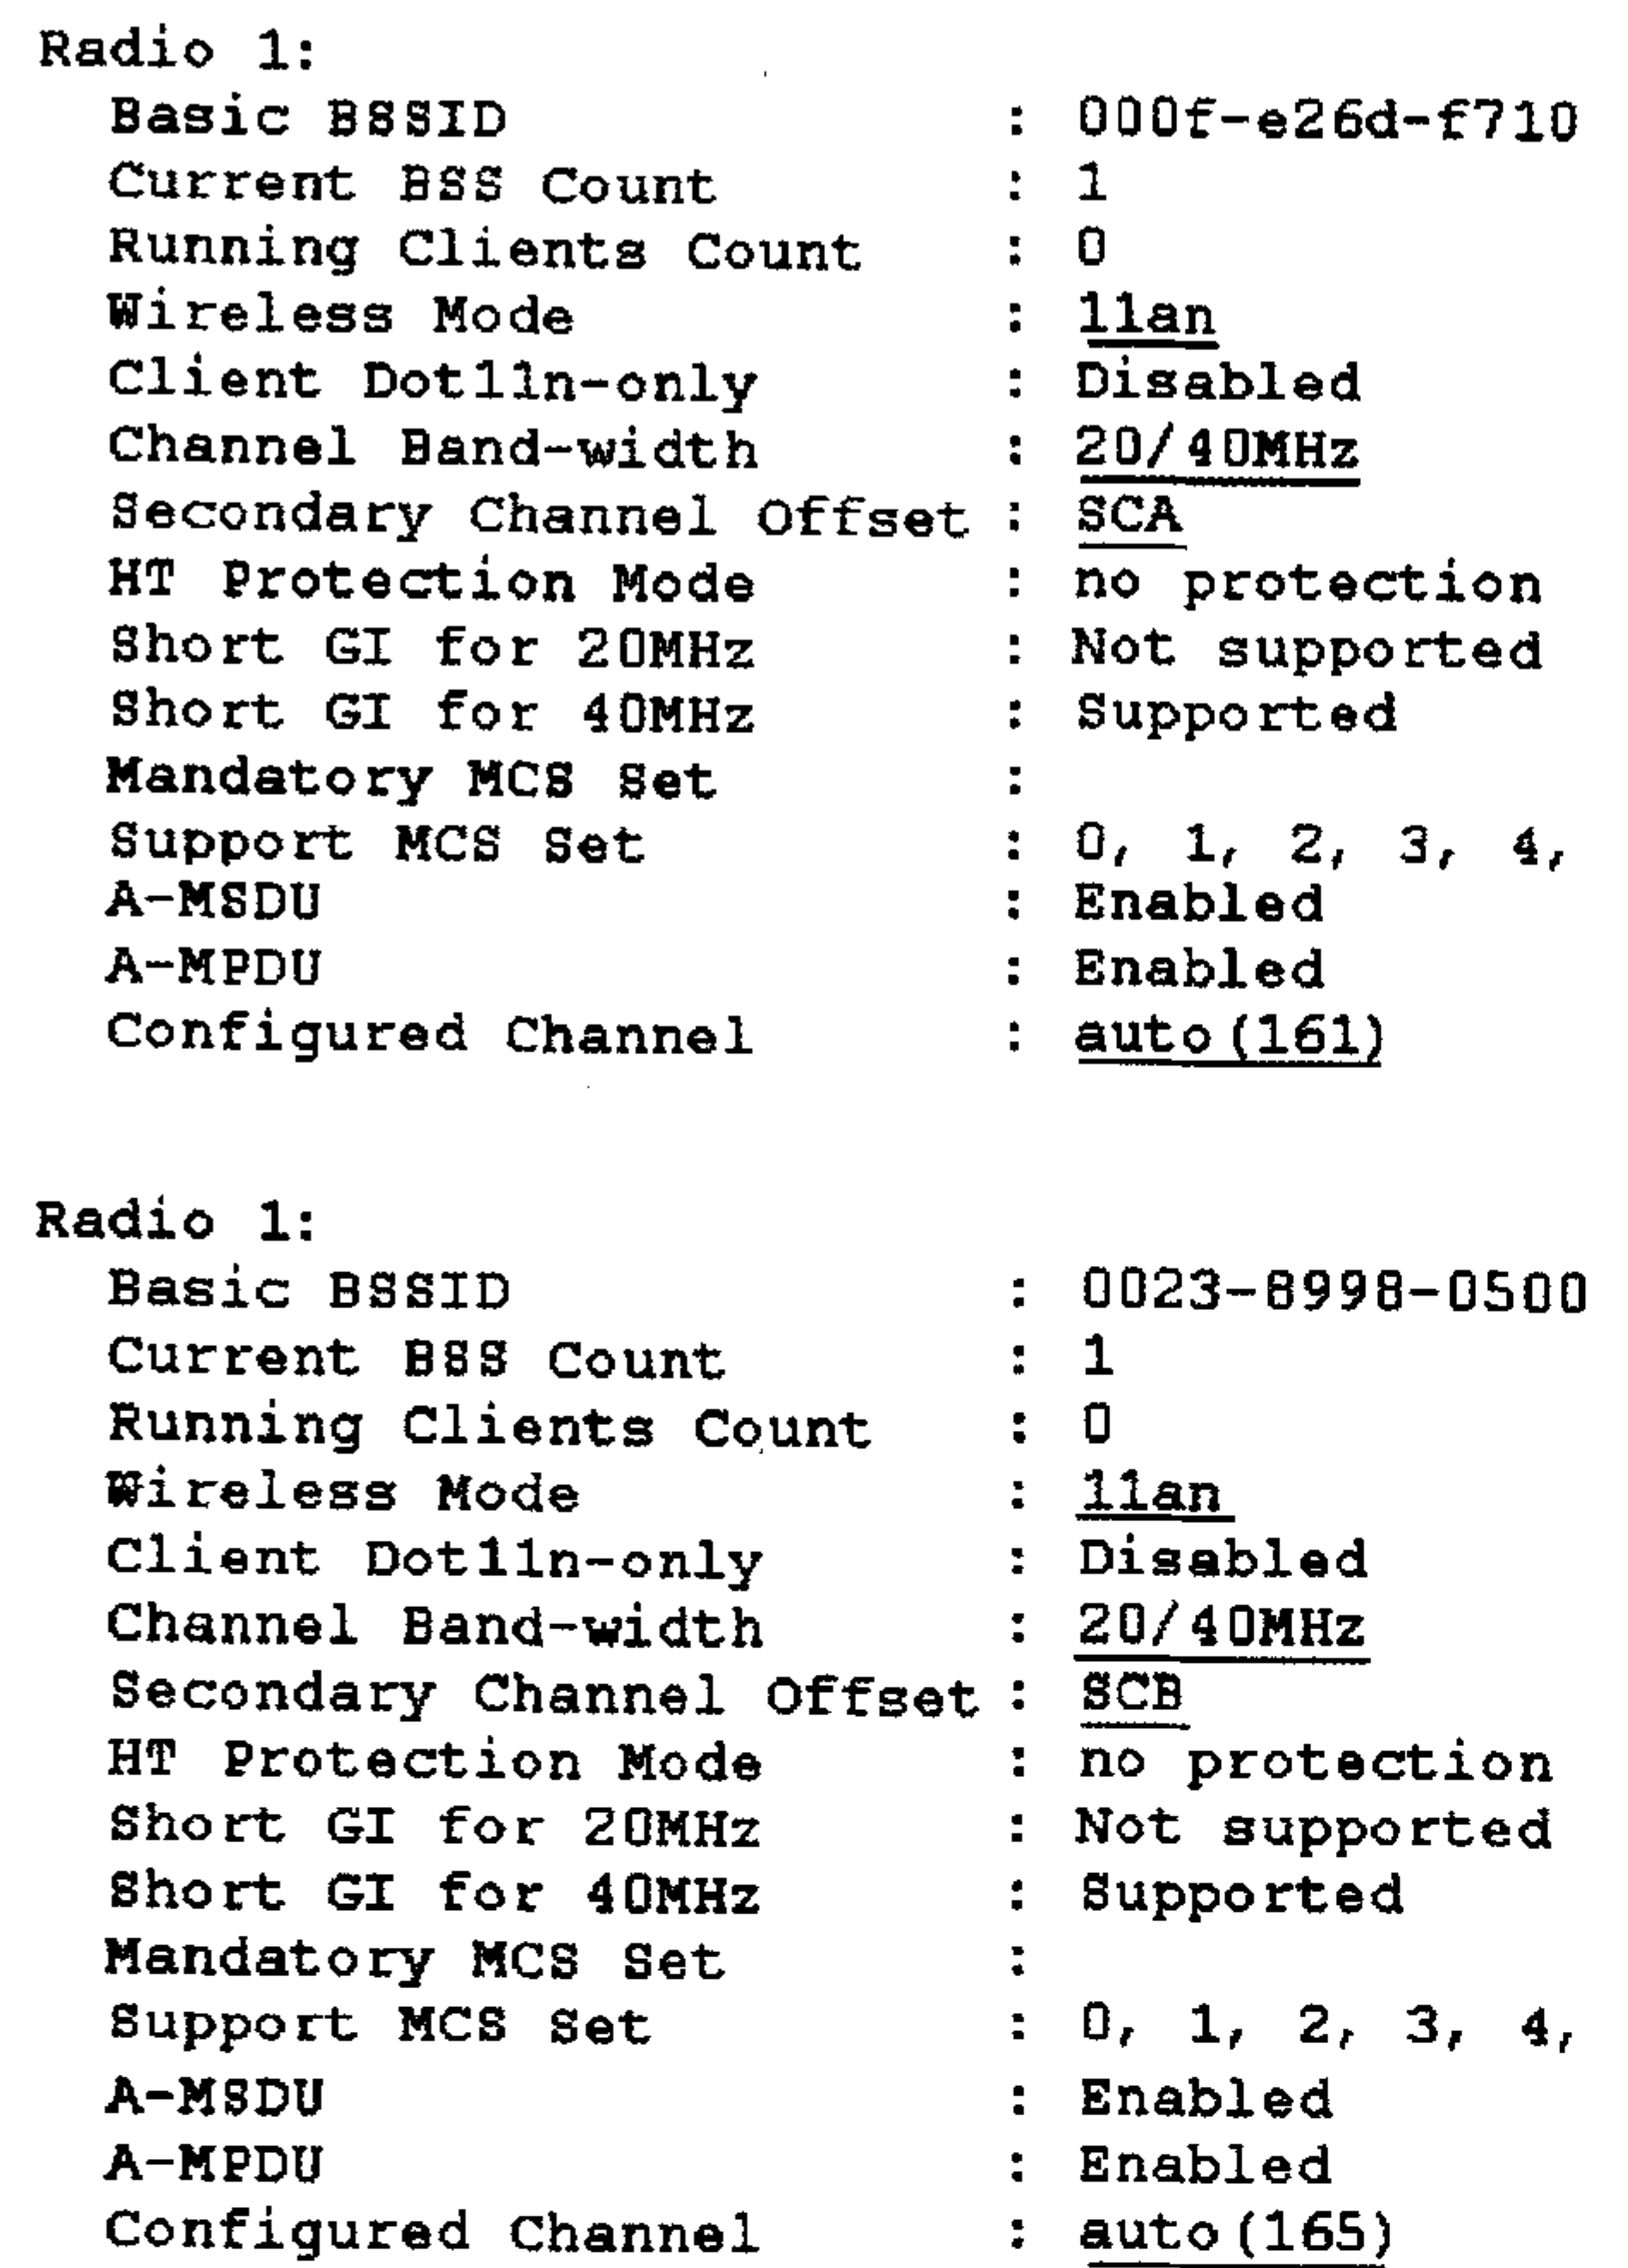 Radio 1:
Basic BSSID : 000f-e26d-f710
Current BSS Count : 1
Running Clients Count : 0
Wireless Mode : 11an
Client Dot11n-only : Disabled
Channel Band-width : 20/40MHz
Secondary Channel Offset : SCA
HT Protection Mode : no protection
Short GI for 20MHz : Not supported
Short GI for 40MHz : Supported
Mandatory MCS Set :
Support MCS Set : 0, 1, 2, 3, 4,
A-MSDU : Enabled
A-MPDU : Enabled
Configured Channel : auto(161)
Radio 1:
Basic BSSID : 0023-8998-0500
Current BSS Count : 1
Running Clients Count : 0
Wireless Mode : 11an
Client Dot11n-only : Disabled
Channel Band-width : 20/40MHz
Secondary Channel Offset : SCB
HT Protection Mode : no protection
Short GI for 20MHz : Not supported
Short GI for 40MHz : Supported
Mandatory MCS Set :
Support MCS Set : 0, 1, 2, 3, 4,
A-MSDU : Enabled
A-MPDU : Enabled
Configured Channel : auto(165)